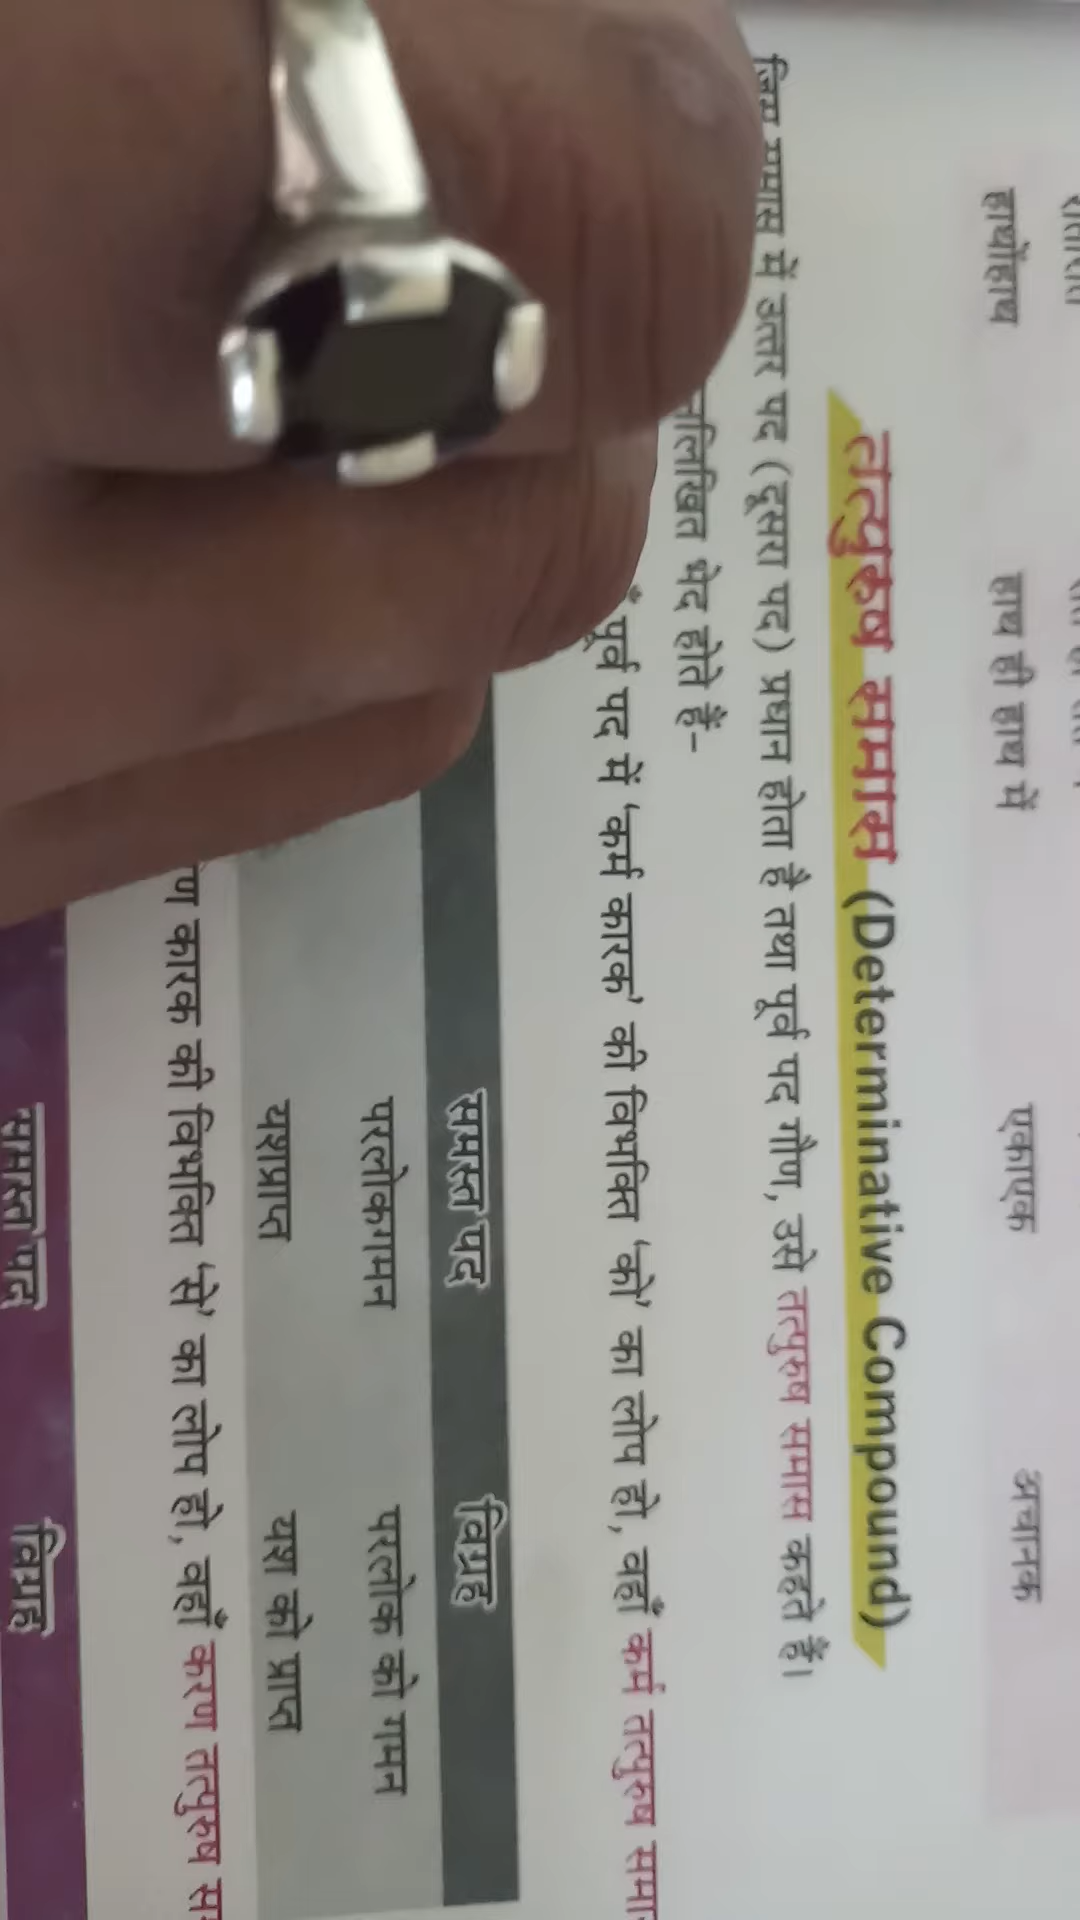 हाथोंहाथ हाथ ही हाथ में एकाएक अचानक
तत्पुरुष समास (Determinative Compound)
समास में उत्तर पद (दूसरा पद) प्रधान होता है तथा पूर्व पद गौण, उसे तत्पुरुष समास कहते हैं।
भेद होते हैं–
पूर्व पद में 'कर्म कारक' की विभक्ति 'को' का लोप हो, वहाँ कर्म तत्पुरुष
समस्त पद विग्रह
परलोकगमन परलोक को गमन
यशप्राप्त यश को प्राप्त
कारक की विभक्ति 'से' का लोप हो, वहाँ करण तत्पुरुष
समस्त पद विग्रह